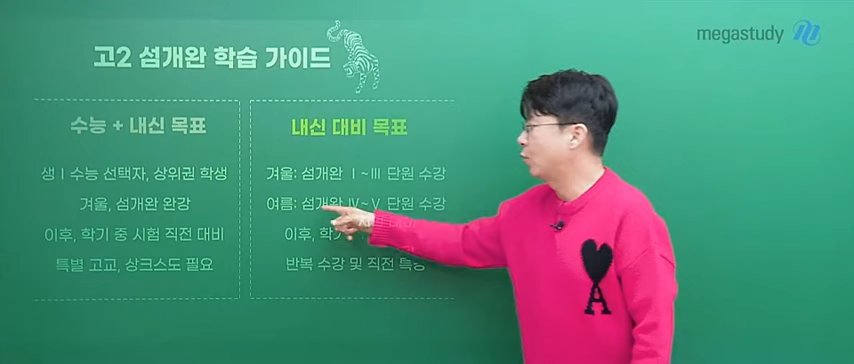 megastudy
고2 섬개완 학습 가이드
수능 + 내신 목표
생Ⅰ수능 선택자, 상위권 학생
겨울, 섬개완 완강
이후, 학기 중 시험 직전 대비
특별 고교, 상크스도 필요
내신 대비 목표
겨울: 섬개완 Ⅰ~Ⅲ 단원 수강
여름: 섬개완 Ⅳ~Ⅴ 단원 수강
이후,
반복 수강 및 직전
A